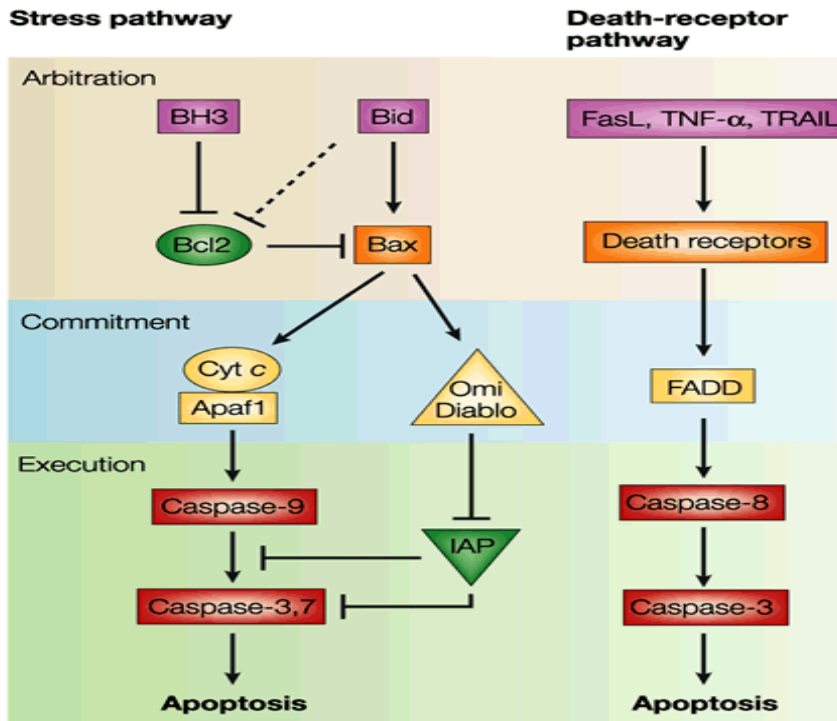 Stress pathway
Death-receptor
pathway
Arbitration
BH3
Bid
FasL, TNF-α, TRAIL
Bcl2
Bax
Death receptors
Commitment
Cyt c
Apaf1
Omi
Diablo
FADD
Execution
Caspase-9
IAP
Caspase-8
Caspase-3,7
Caspase-3
Apoptosis
Apoptosis